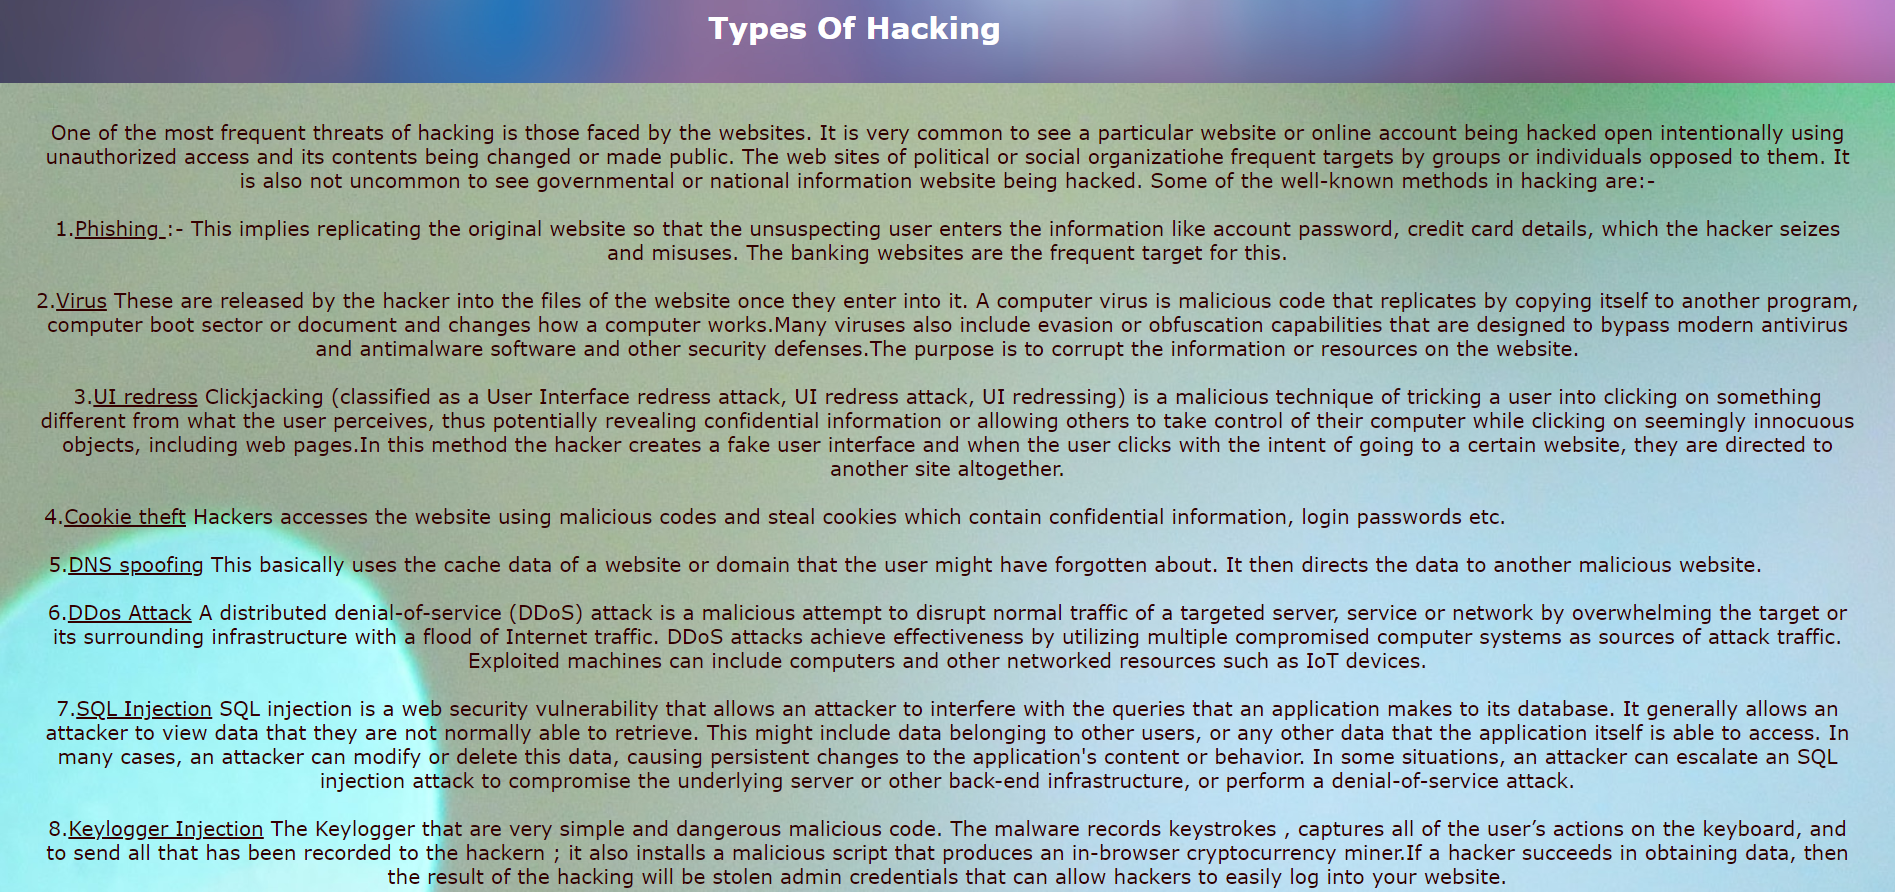 Types Of Hacking
One of the most frequent threats of hacking is those faced by the websites. It is very common to see a particular website or online account being hacked open intentionally using
unauthorized access and its contents being changed or made public. The web sites of political or social organizatiohe frequent targets by groups or individuals opposed to them. It
is also not uncommon to see governmental or national information website being hacked. Some of the well-known methods in hacking are:-
1.Phishing :- This implies replicating the original website so that the unsuspecting user enters the information like account password, credit card details, which the hacker seizes
and misuses. The banking websites are the frequent target for this.
2.Virus These are released by the hacker into the files of the website once they enter into it. A computer virus is malicious code that replicates by copying itself to another program,
computer boot sector or document and changes how a computer works.Many viruses also include evasion or obfuscation capabilities that are designed to bypass modern antivirus
and antimalware software and other security defenses.The purpose is to corrupt the information or resources on the website.
3.UI redress Clickjacking (classified as a User Interface redress attack, UI redress attack, UI redressing) is a malicious technique of tricking a user into clicking on something
different from what the user perceives, thus potentially revealing confidential information or allowing others to take control of their computer while clicking on seemingly innocuous
objects, including web pages.In this method the hacker creates a fake user interface and when the user clicks with the intent of going to a certain website, they are directed to
another site altogether.
4.Cookie theft Hackers accesses the website using malicious codes and steal cookies which contain confidential information, login passwords etc.
5.DNS spoofing This basically uses the cache data of a website or domain that the user might have forgotten about. It then directs the data to another malicious website.
6.DDos Attack A distributed denial-of-service (DDoS) attack is a malicious attempt to disrupt normal traffic of a targeted server, service or network by overwhelming the target or
its surrounding infrastructure with a flood of Internet traffic. DDoS attacks achieve effectiveness by utilizing multiple compromised computer systems as sources of attack traffic.
Exploited machines can include computers and other networked resources such as IoT devices.
7.SQL Injection SQL injection is a web security vulnerability that allows an attacker to interfere with the queries that an application makes to its database. It generally allows an
attacker to view data that they are not normally able to retrieve. This might include data belonging to other users, or any other data that the application itself is able to access. In
many cases, an attacker can modify or delete this data, causing persistent changes to the application's content or behavior. In some situations, an attacker can escalate an SQL
injection attack to compromise the underlying server or other back-end infrastructure, or perform a denial-of-service attack.
8.Keylogger Injection The Keylogger that are very simple and dangerous malicious code. The malware records keystrokes , captures all of the user’s actions on the keyboard, and
to send all that has been recorded to the hackern ; it also installs a malicious script that produces an in-browser cryptocurrency miner.If a hacker succeeds in obtaining data, then
the result of the hacking will be stolen admin credentials that can allow hackers to easily log into your website.